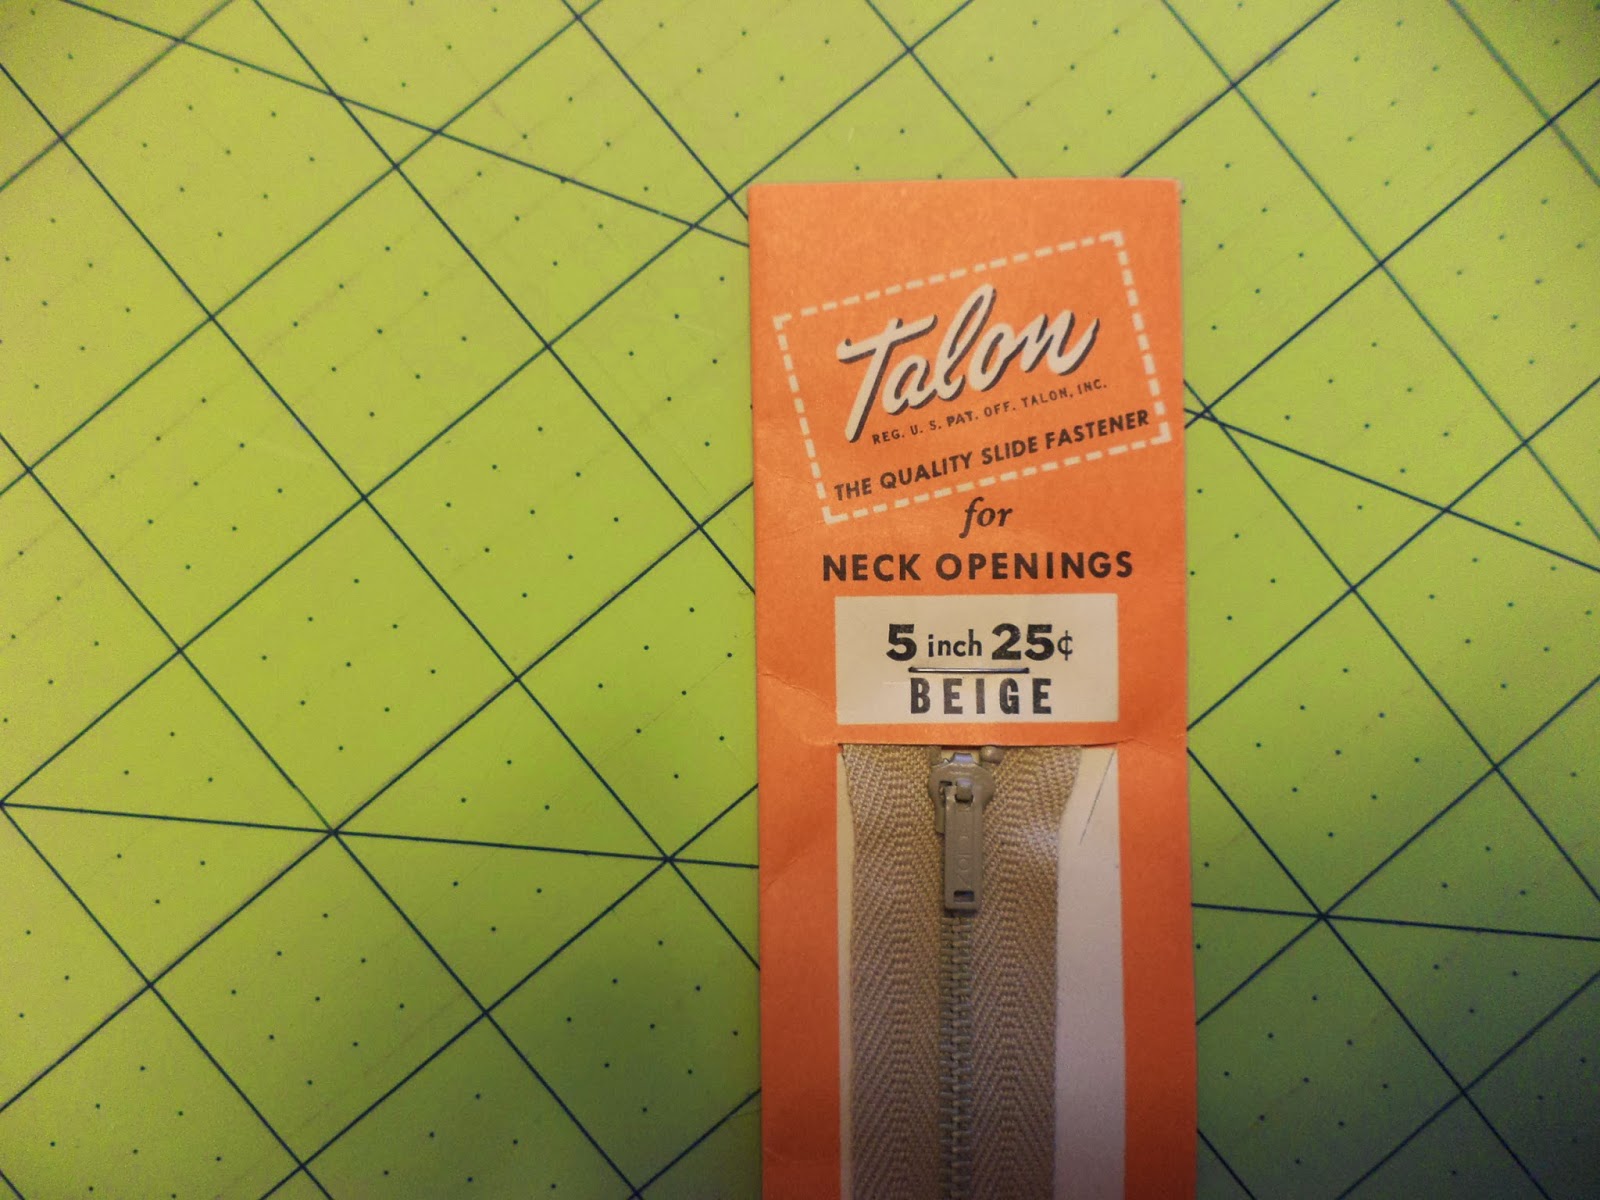 Talon
REG. U. S. PAT. OFF. TALON, INC.
THE QUALITY SLIDE FASTENER
for
NECK OPENINGS
5 inch 25¢
BEIGE